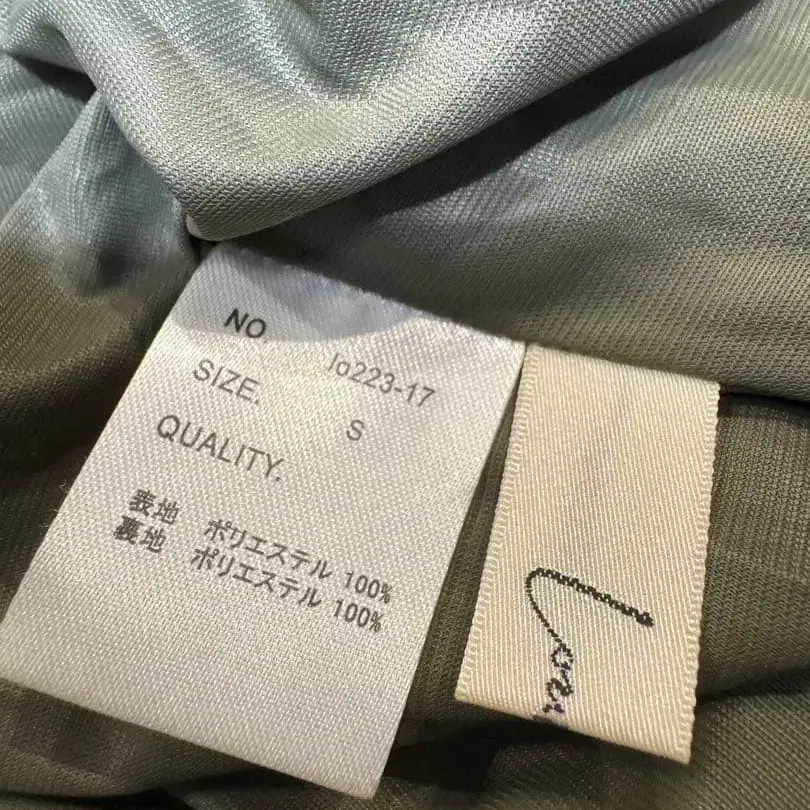 NO lo223-17
SIZE. S
QUALITY.
表地 ポリエステル 100%
裏地 ポリエステル 100%